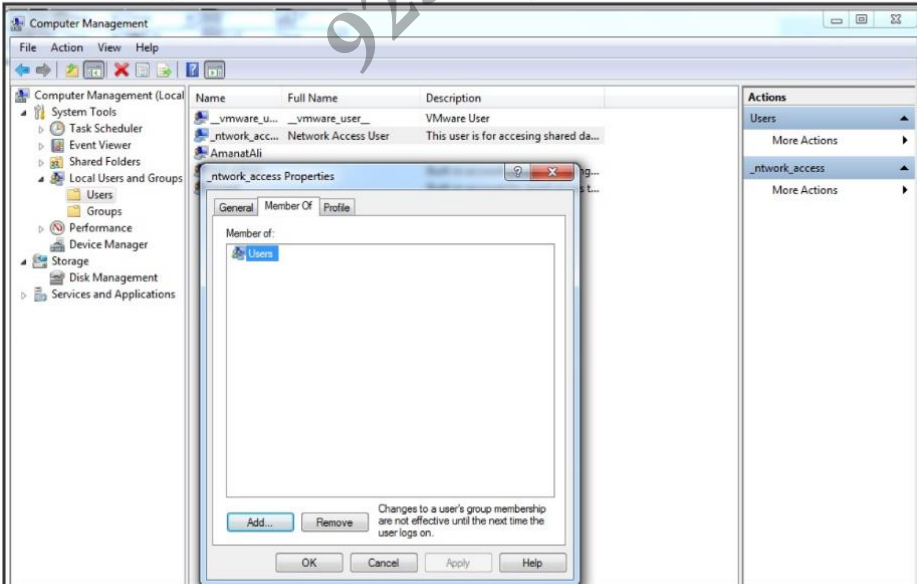 925
Computer Management
File Action View Help
Computer Management (Local
System Tools
Task Scheduler
Event Viewer
Shared Folders
Local Users and Groups
Users
Groups
Performance
Device Manager
Storage
Disk Management
Services and Applications
Name Full Name Description
__vmware_u... __vmware_user__ VMware User
_ntwork_acc... Network Access User This user is for accesing shared da...
AmanatAli
_ntwork_access Properties
General Member Of Profile
Member of:
Users
Add... Remove
Changes to a user's group membership
are not effective until the next time the
user logs on.
OK Cancel Apply Help
Actions
Users
More Actions
_ntwork_access
More Actions